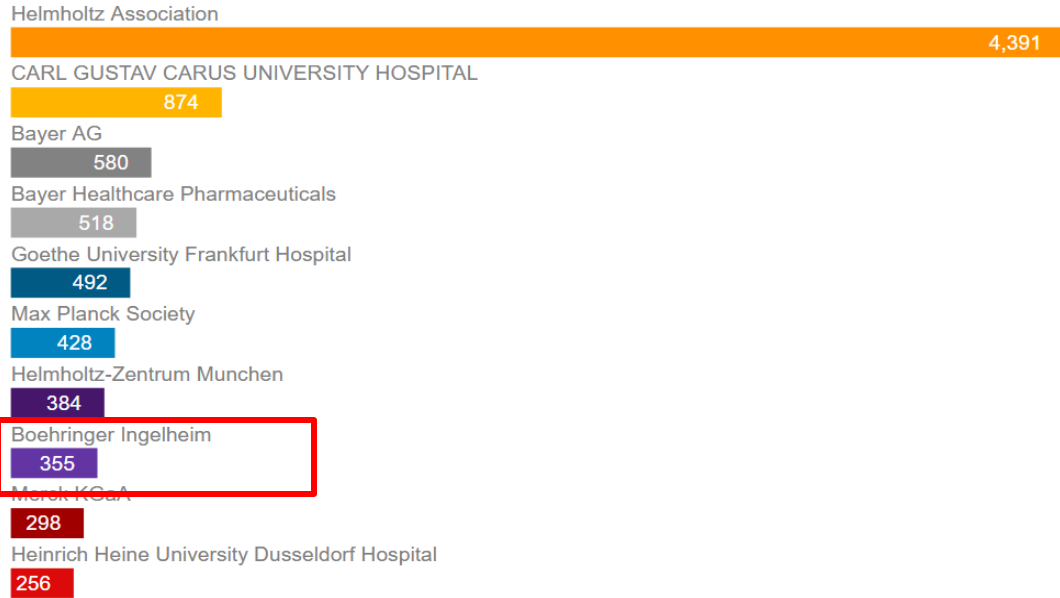 Helmholtz Association
4,391
CARL GUSTAV CARUS UNIVERSITY HOSPITAL
874
Bayer AG
580
Bayer Healthcare Pharmaceuticals
518
Goethe University Frankfurt Hospital
492
Max Planck Society
428
Helmholtz-Zentrum Munchen
384
Boehringer Ingelheim
355
Merck KGaA
298
Heinrich Heine University Dusseldorf Hospital
256